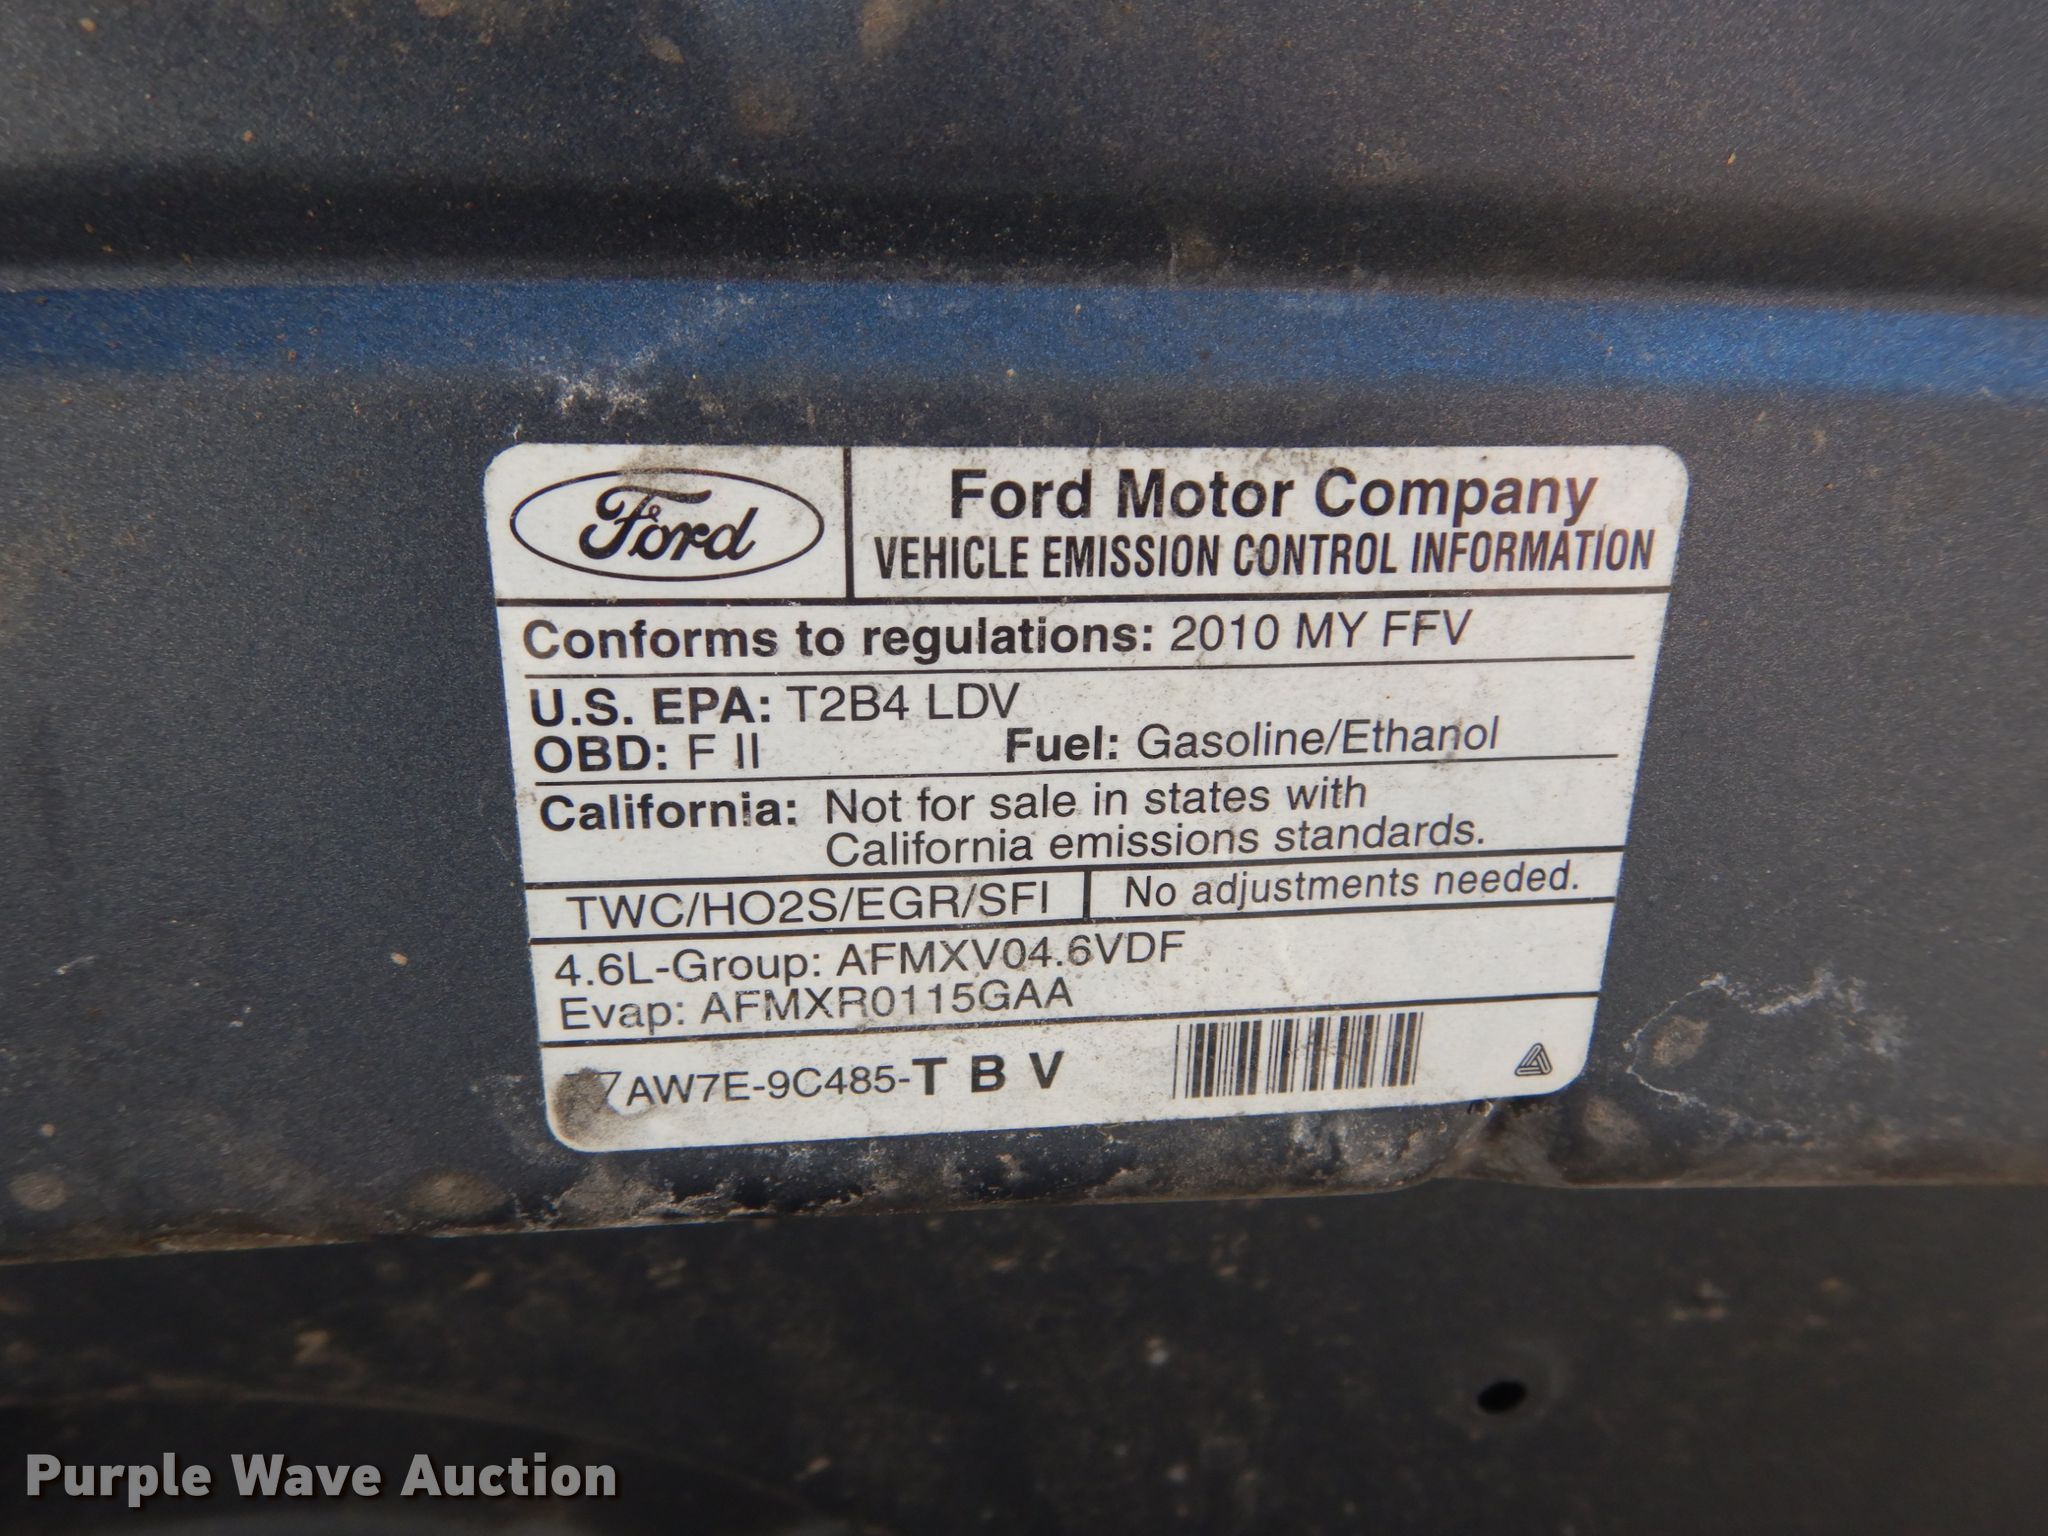 Ford
Ford Motor Company
VEHICLE EMISSION CONTROL INFORMATION
Conforms to regulations: 2010 MY FFV
U.S. EPA: T2B4 LDV
OBD: F II Fuel: Gasoline/Ethanol
California: Not for sale in states with
California emissions standards.
TWC/HO2S/EGR/SFI No adjustments needed.
4.6L-Group: AFMXV04.6VDF
Evap: AFMXR0115GAA
AW7E-9C485-T B V
Purple Wave Auction